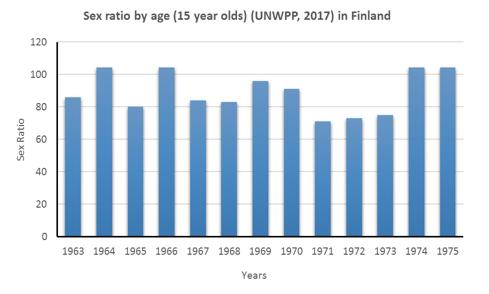 Sex ratio by age (15 year olds) (UNWPP, 2017) in Finland
120
100
80
60
40
20
0
Sex Ratio
1963 1964 1965 1966 1967 1968 1969 1970 1971 1972 1973 1974 1975
Years